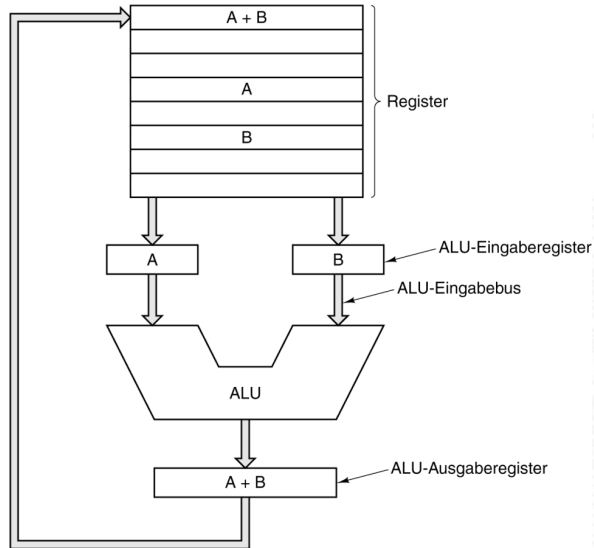 A + B
A
Register
B
ALU-Eingaberegister
A
B
ALU-Eingabebus
ALU
ALU-Ausgaberegister
A + B